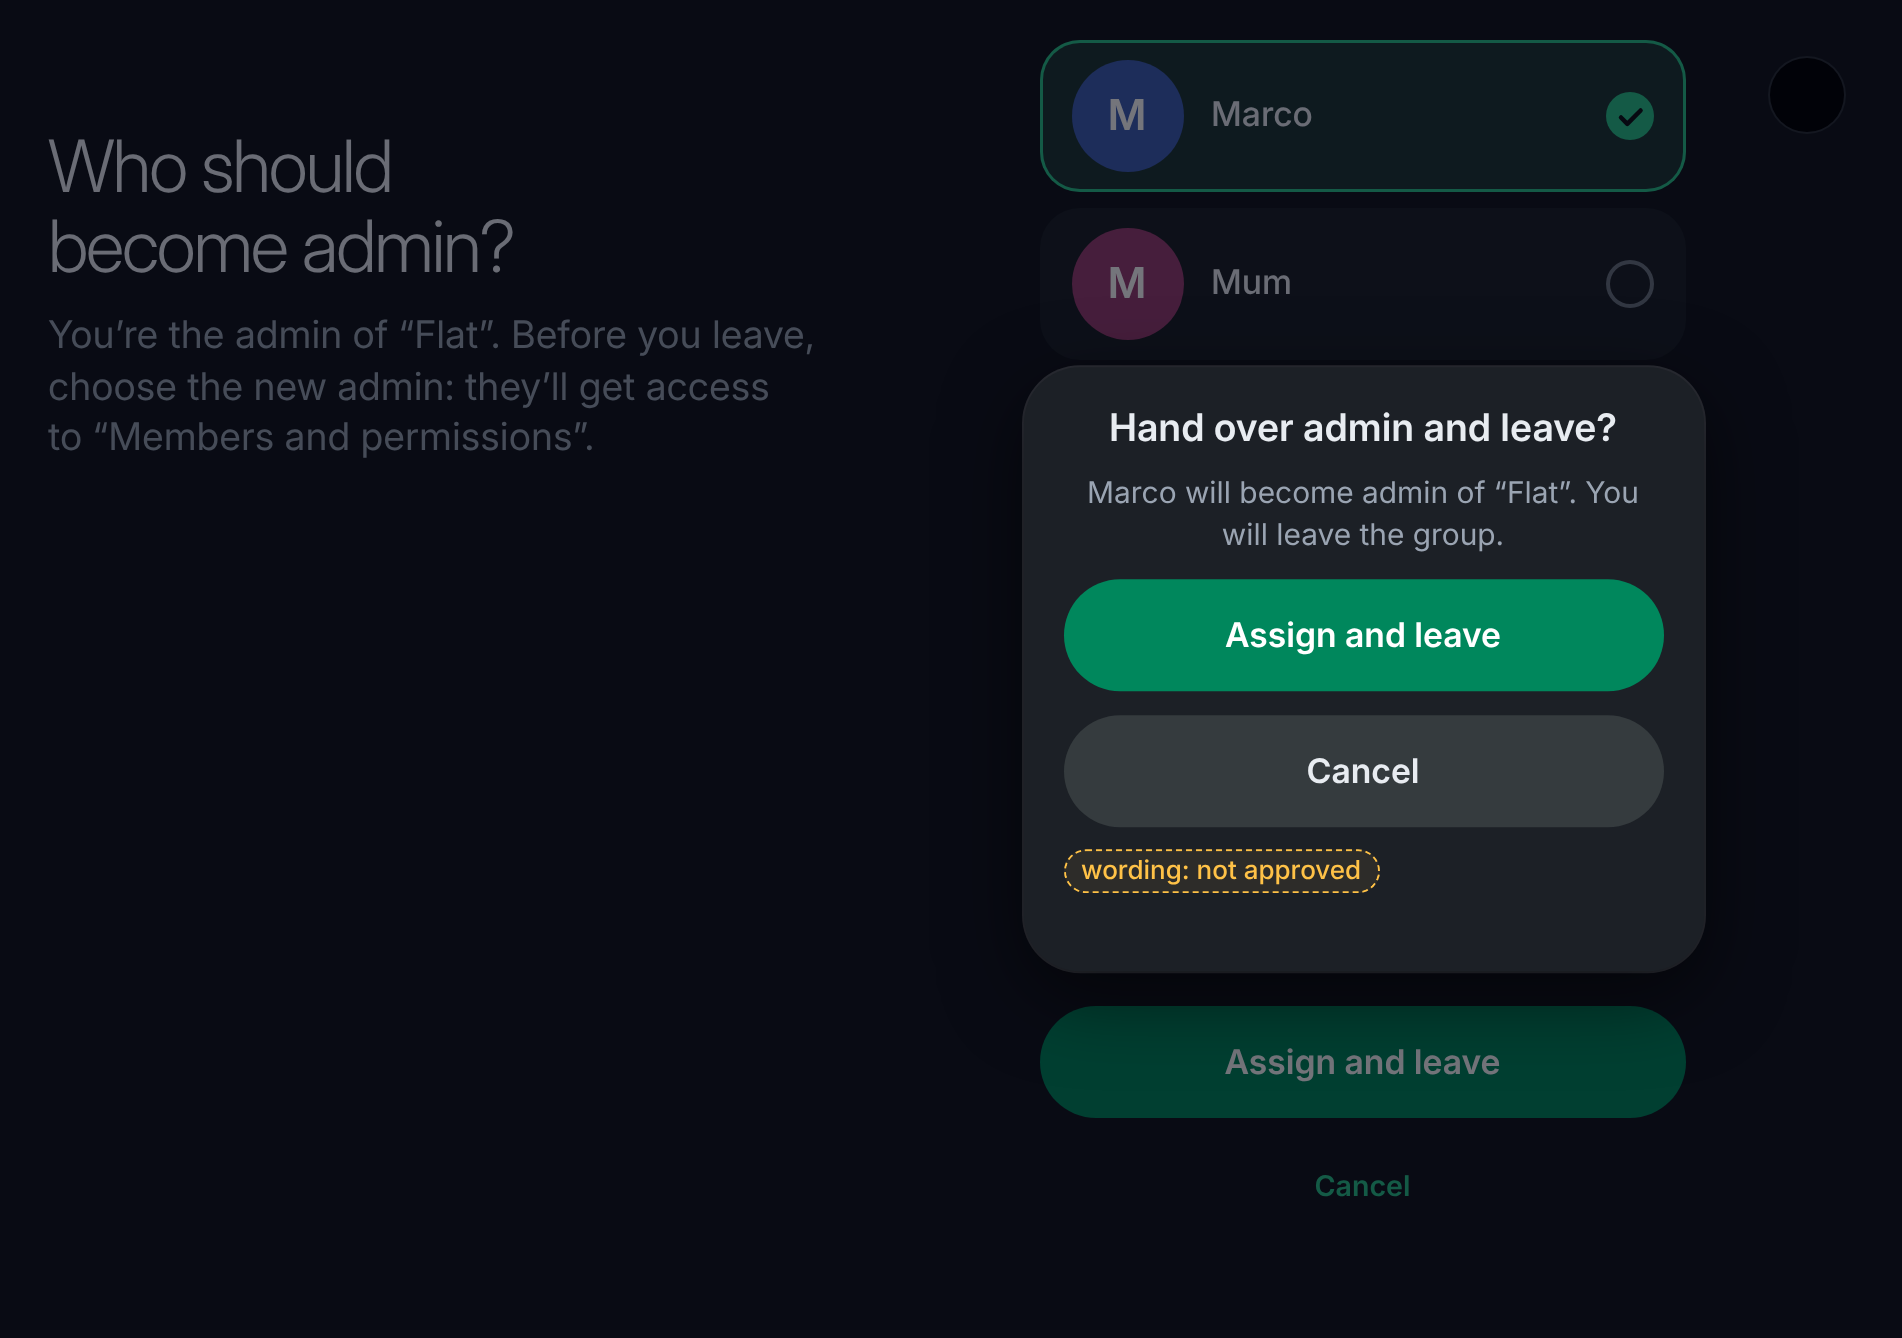 Who should
become admin?
You’re the admin of “Flat”. Before you leave,
choose the new admin: they’ll get access
to “Members and permissions”.
M
Marco
M
Mum
Hand over admin and leave?
Marco will become admin of “Flat”. You
will leave the group.
Assign and leave
Cancel
wording: not approved
Assign and leave
Cancel